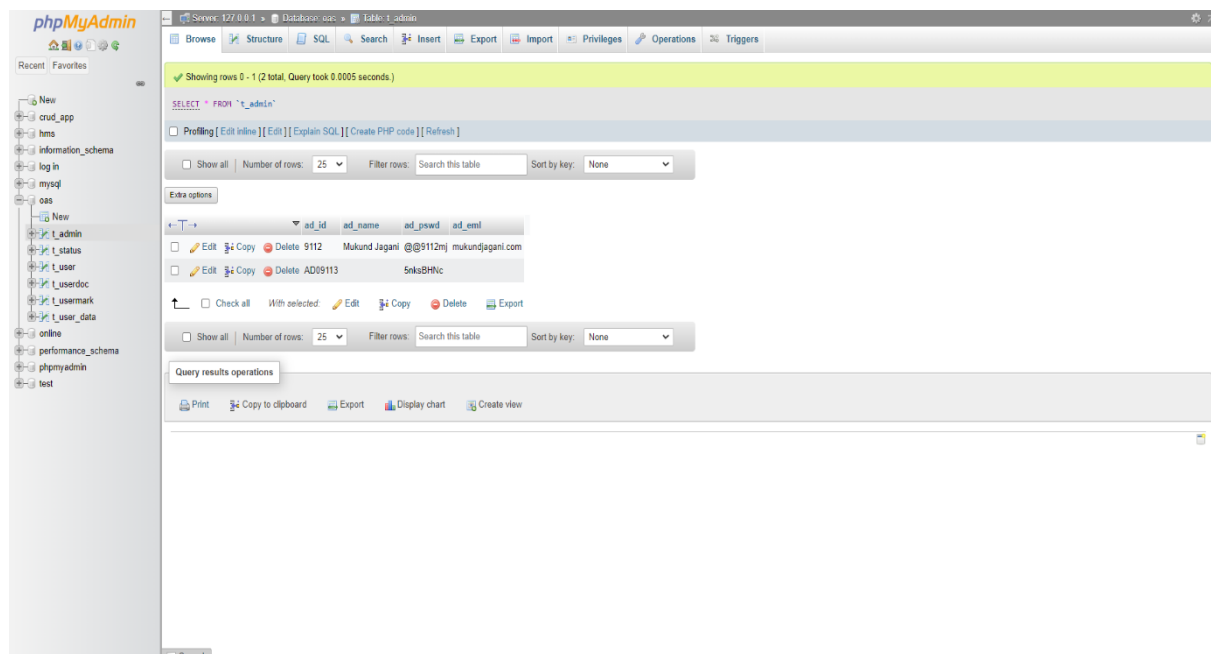 phpMyAdmin
Recent Favorites
New
crud_app
hms
information_schema
log in
mysql
oas
New
t_admin
t_status
t_user
t_userdoc
t_usermark
t_user_data
online
performance_schema
phpmyadmin
test
Server: 127.0.0.1 » Database: oas » Table: t_admin
Browse Structure SQL Search Insert Export Import Privileges Operations Triggers
Showing rows 0 - 1 (2 total, Query took 0.0005 seconds.)
SELECT * FROM `t_admin`
Profiling [ Edit inline ] [ Edit ] [ Explain SQL ] [ Create PHP code ] [ Refresh ]
Show all Number of rows: 25 Filter rows: Search this table Sort by key: None
Extra options
ad_id ad_name ad_pswd ad_eml
Edit Copy Delete 9112 Mukund Jagani @@9112mj mukundjagani.com
Edit Copy Delete AD09113 5nksBHNc
Check all With selected: Edit Copy Delete Export
Show all Number of rows: 25 Filter rows: Search this table Sort by key: None
Query results operations
Print Copy to clipboard Export Display chart Create view